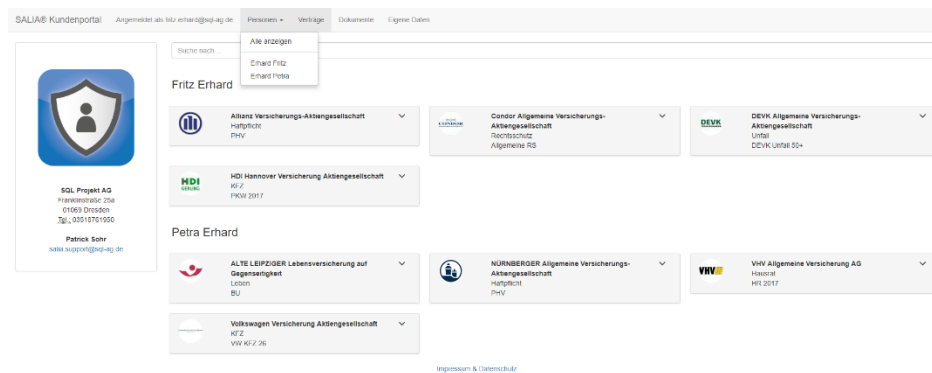 SALIA® Kundenportal Angemeldet als fritz.erhard@sql-ag.de Personen Verträge Dokumente Eigene Daten
Alle anzeigen
Erhard Fritz
Erhard Petra
Suche nach ...
SQL Projekt AG
Franklinstraße 25a
01069 Dresden
Tel.: 03518761950
Patrick Sohr
salia.support@sql-ag.de
Fritz Erhard
Allianz Versicherungs-Aktiengesellschaft
Haftpflicht
PHV
CONDOR
Condor Allgemeine Versicherungs-
Aktiengesellschaft
Rechtsschutz
Allgemeine RS
DEVK
DEVK Allgemeine Versicherungs-
Aktiengesellschaft
Unfall
DEVK Unfall 55+
HDI
GERLING
HDI Hannover Versicherung Aktiengesellschaft
KFZ
PKW 2017
Petra Erhard
ALTE LEIPZIGER Lebensversicherung auf
Gegenseitigkeit
Leben
BU
NÜRNBERGER Allgemeine Versicherungs-
Aktiengesellschaft
Haftpflicht
PHV
VHV
VHV Allgemeine Versicherung AG
Hausrat
HR 2017
Volkswagen Versicherung Aktiengesellschaft
KFZ
VW KFZ 26
Impressum & Datenschutz